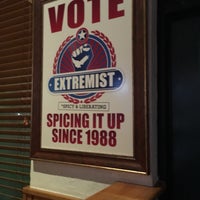 VOTE
EXTREMIST
*SPICY & LIBERATING
SPICING IT UP
SINCE 1988